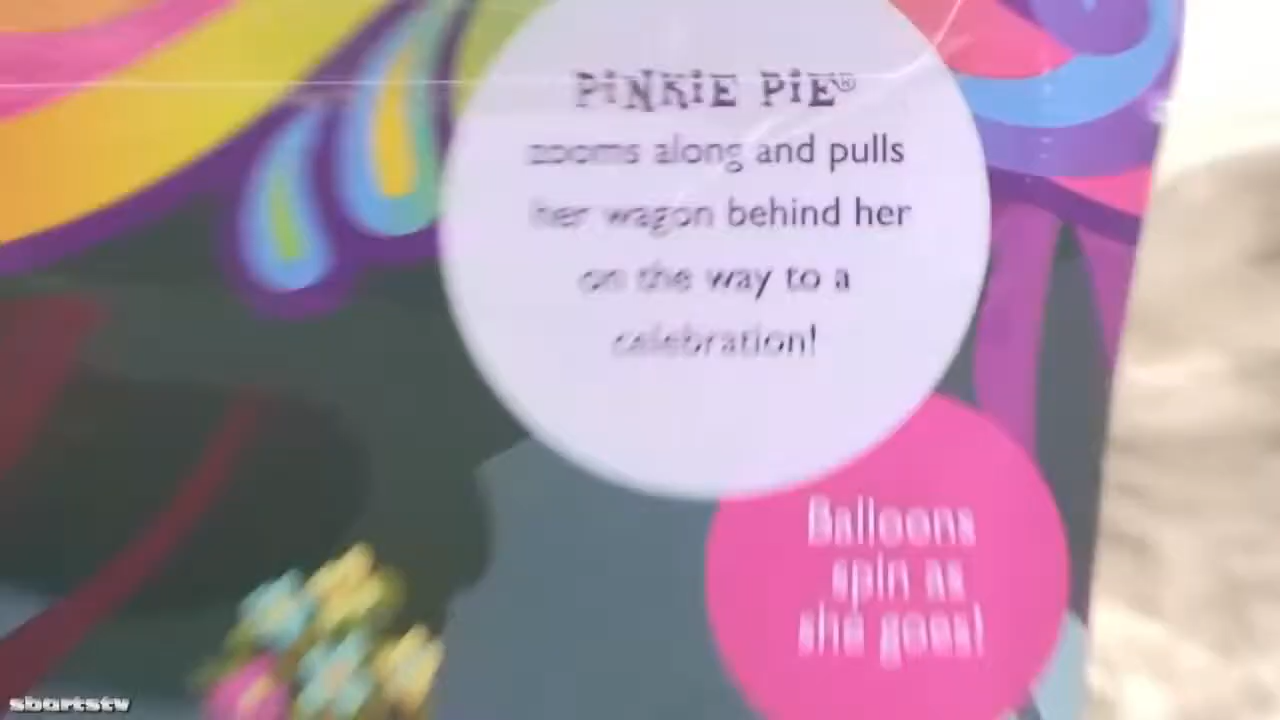 PiNKiE PiE®
zooms along and pulls
her wagon behind her
on the way to a
celebration!
Balloons
spin as
she goes!
sbartstv